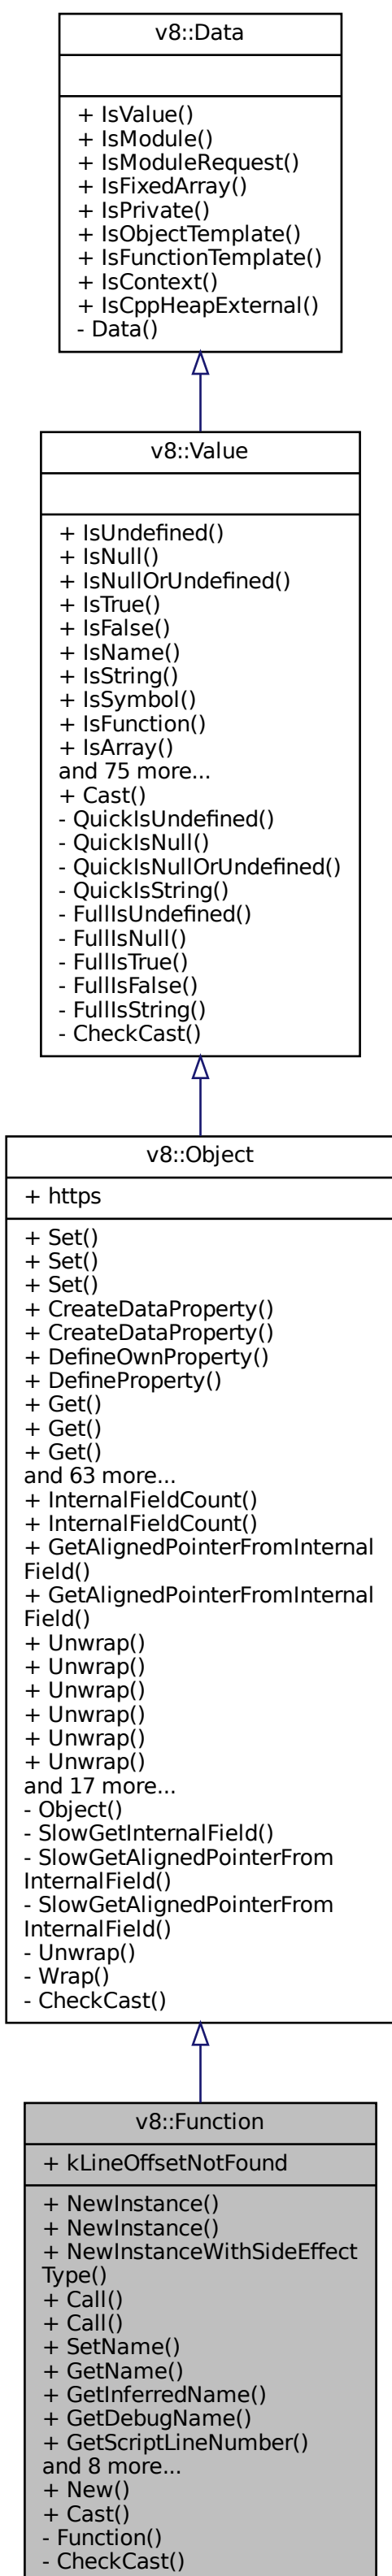 v8::Data
+ IsValue()
+ IsModule()
+ IsModuleRequest()
+ IsFixedArray()
+ IsPrivate()
+ IsObjectTemplate()
+ IsFunctionTemplate()
+ IsContext()
+ IsCppHeapExternal()
- Data()
v8::Value
+ IsUndefined()
+ IsNull()
+ IsNullOrUndefined()
+ IsTrue()
+ IsFalse()
+ IsName()
+ IsString()
+ IsSymbol()
+ IsFunction()
+ IsArray()
and 75 more...
+ Cast()
- QuickIsUndefined()
- QuickIsNull()
- QuickIsNullOrUndefined()
- QuickIsString()
- FullIsUndefined()
- FullIsNull()
- FullIsTrue()
- FullIsFalse()
- FullIsString()
- CheckCast()
v8::Object
+ https
+ Set()
+ Set()
+ Set()
+ CreateDataProperty()
+ CreateDataProperty()
+ DefineOwnProperty()
+ DefineProperty()
+ Get()
+ Get()
+ Get()
and 63 more...
+ InternalFieldCount()
+ InternalFieldCount()
+ GetAlignedPointerFromInternal
Field()
+ GetAlignedPointerFromInternal
Field()
+ Unwrap()
+ Unwrap()
+ Unwrap()
+ Unwrap()
+ Unwrap()
+ Unwrap()
and 17 more...
- Object()
- SlowGetInternalField()
- SlowGetAlignedPointerFrom
InternalField()
- SlowGetAlignedPointerFrom
InternalField()
- Unwrap()
- Wrap()
- CheckCast()
v8::Function
+ kLineOffsetNotFound
+ NewInstance()
+ NewInstance()
+ NewInstanceWithSideEffect
Type()
+ Call()
+ Call()
+ SetName()
+ GetName()
+ GetInferredName()
+ GetDebugName()
+ GetScriptLineNumber()
and 8 more...
+ New()
+ Cast()
- Function()
- CheckCast()